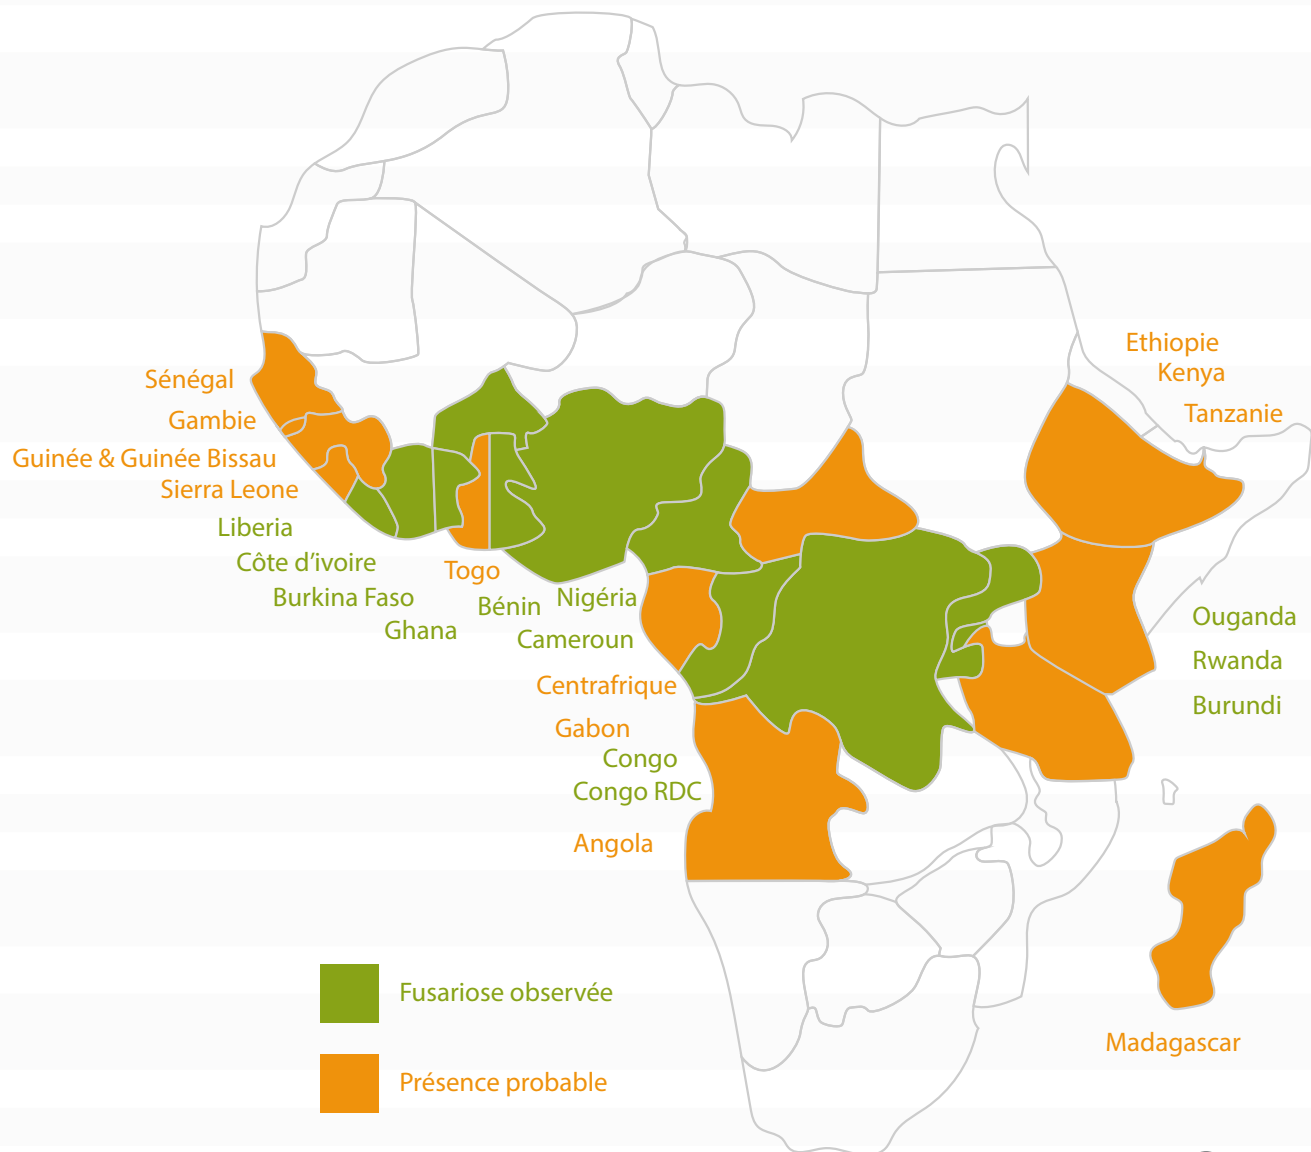 Ethiopie
Kenya
Tanzanie
Sénégal
Gambie
Guinée & Guinée Bissau
Sierra Leone
Liberia
Côte d'ivoire
Burkina Faso
Ghana
Togo
Bénin
Nigéria
Cameroun
Centrafrique
Gabon
Congo
Congo RDC
Angola
Ouganda
Rwanda
Burundi
Madagascar
Fusariose observée
Présence probable